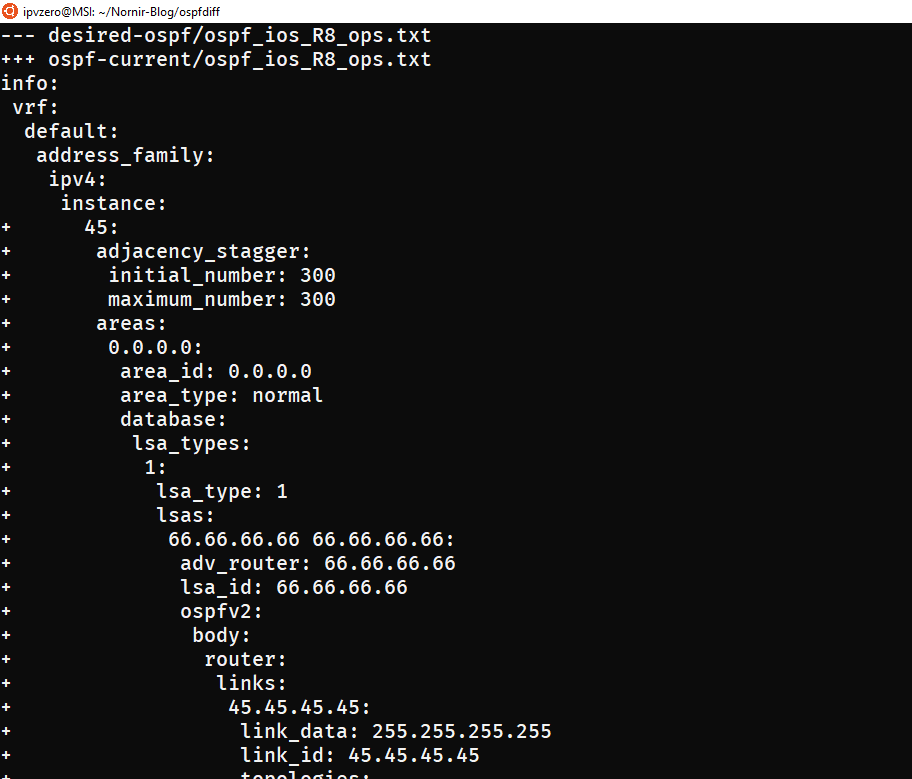 ipvzero@MSI: ~/Nornir-Blog/ospfdiff
--- desired-ospf/ospf_ios_R8_ops.txt
+++ ospf-current/ospf_ios_R8_ops.txt
info:
 vrf:
  default:
   address_family:
    ipv4:
     instance:
+      45:
+       adjacency_stagger:
+        initial_number: 300
+        maximum_number: 300
+       areas:
+        0.0.0.0:
+         area_id: 0.0.0.0
+         area_type: normal
+         database:
+          lsa_types:
+           1:
+            lsa_type: 1
+            lsas:
+             66.66.66.66 66.66.66.66:
+              adv_router: 66.66.66.66
+              lsa_id: 66.66.66.66
+              ospfv2:
+               body:
+                router:
+                 links:
+                  45.45.45.45:
+                   link_data: 255.255.255.255
+                   link_id: 45.45.45.45
+                   topologies: